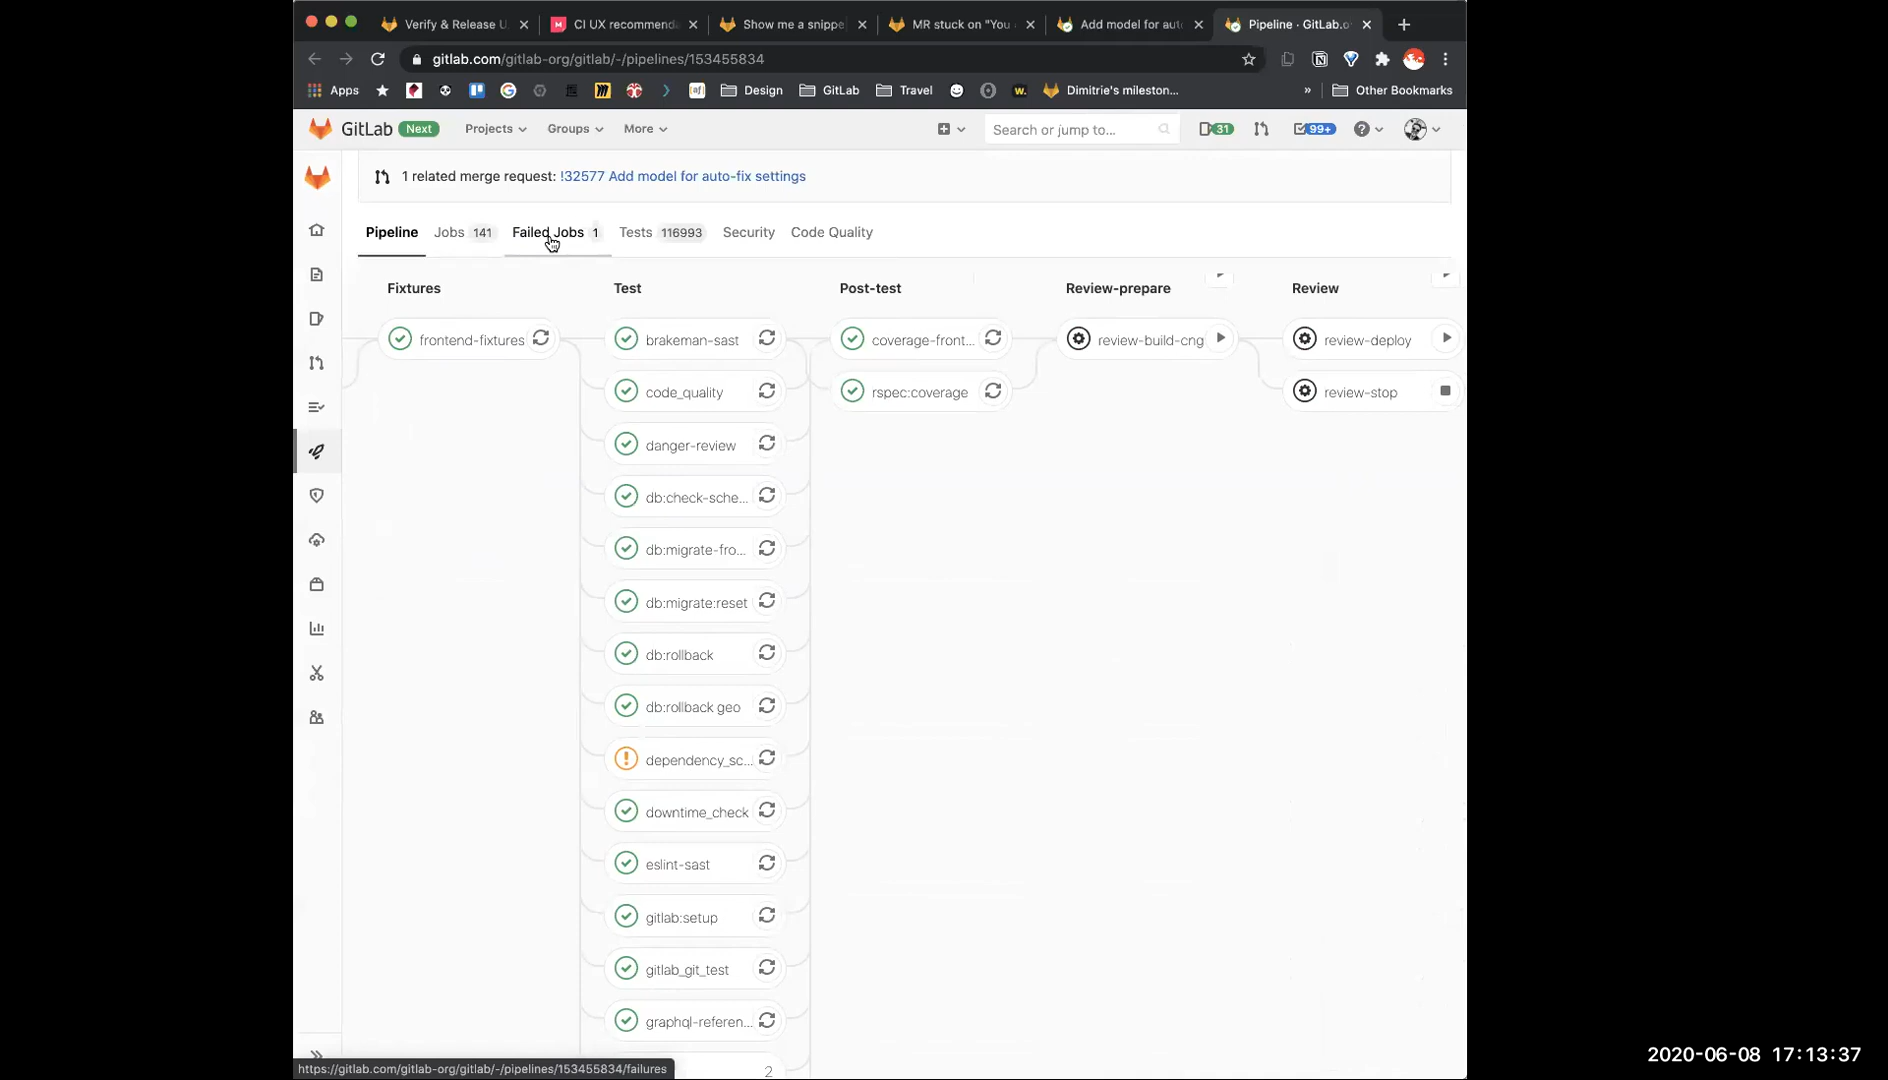 Verify & Release U
CI UX recommend
Show me a snippe
MR stuck on "You
Add model for aut
Pipeline · GitLab.o
gitlab.com/gitlab-org/gitlab/-/pipelines/153455834
Apps
Design
GitLab
Travel
w.
Dimitrie's mileston...
»
Other Bookmarks
GitLab
Next
Projects
Groups
More
Search or jump to...
31
99+
1 related merge request: !32577 Add model for auto-fix settings
Pipeline
Jobs 141
Failed Jobs 1
Tests 116993
Security
Code Quality
Fixtures
Test
Post-test
Review-prepare
Review
frontend-fixtures
brakeman-sast
coverage-front...
review-build-cng
review-deploy
code_quality
rspec:coverage
review-stop
danger-review
db:check-sche...
db:migrate-fro...
db:migrate:reset
db:rollback
db:rollback geo
dependency_sc...
downtime_check
eslint-sast
gitlab:setup
gitlab_git_test
graphql-referen...
2
https://gitlab.com/gitlab-org/gitlab/-/pipelines/153455834/failures
2020-06-08 17:13:37